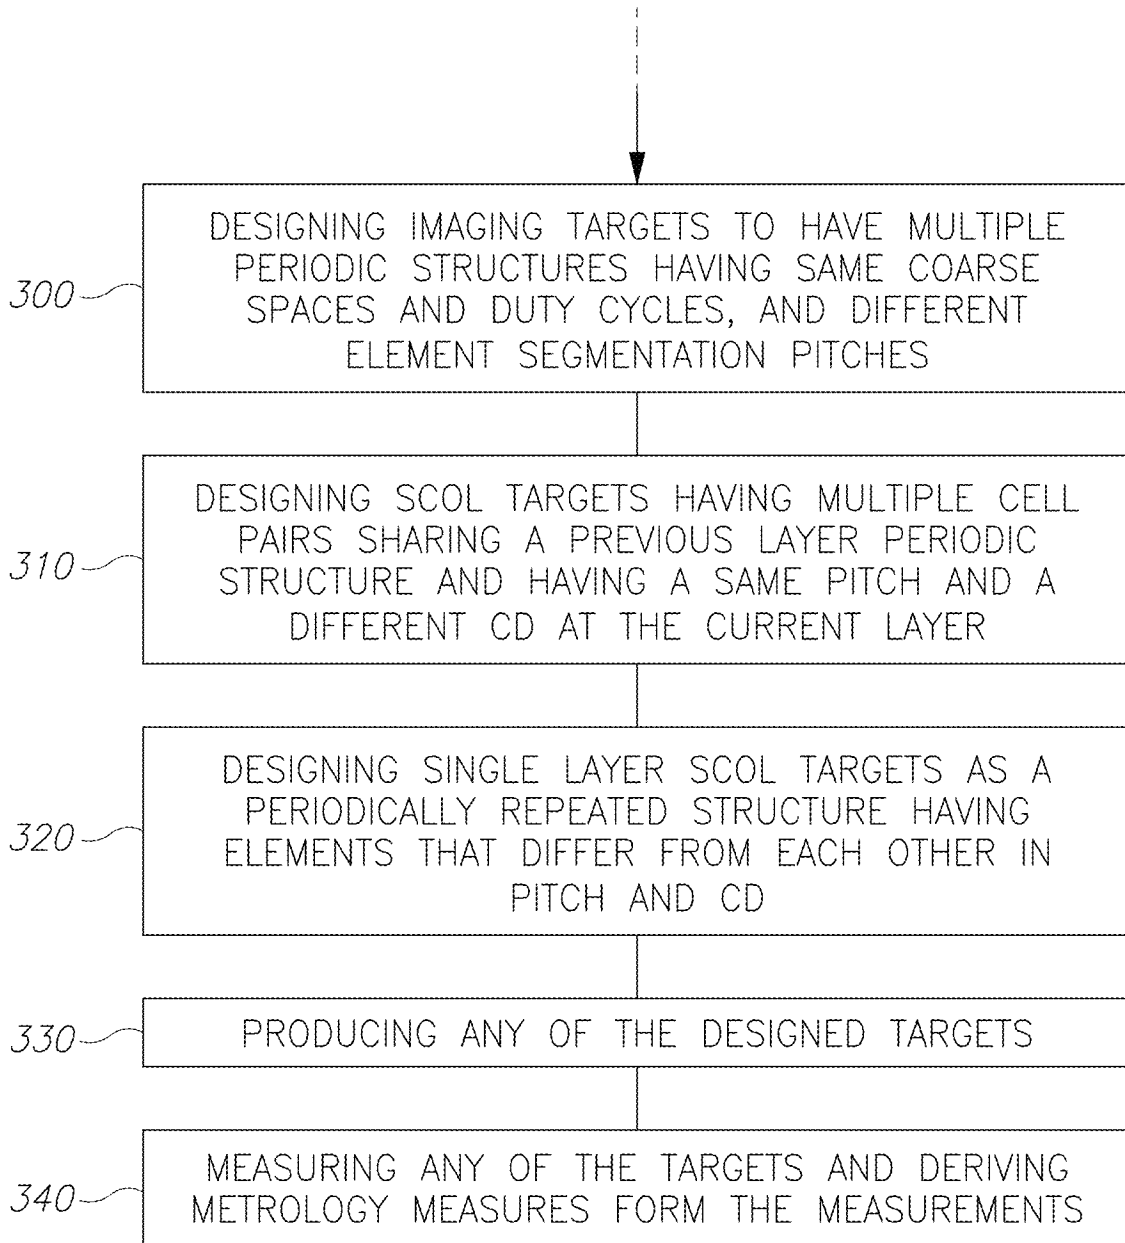 DESIGNING IMAGING TARGETS TO HAVE MULTIPLE
PERIODIC STRUCTURES HAVING SAME COARSE
300
SPACES AND DUTY CYCLES, AND DIFFERENT
ELEMENT SEGMENTATION PITCHES
DESIGNING SCOL TARGETS HAVING MULTIPLE CELL
PAIRS SHARING A PREVIOUS LAYER PERIODIC
310
STRUCTURE AND HAVING A SAME PITCH AND A
DIFFERENT CD AT THE CURRENT LAYER
DESIGNING SINGLE LAYER SCOL TARGETS AS A
PERIODICALLY REPEATED STRUCTURE HAVING
320
ELEMENTS THAT DIFFER FROM EACH OTHER IN
PITCH AND CD
330
PRODUCING ANY OF THE DESIGNED TARGETS
340
MEASURING ANY OF THE TARGETS AND DERIVING
METROLOGY MEASURES FORM THE MEASUREMENTS